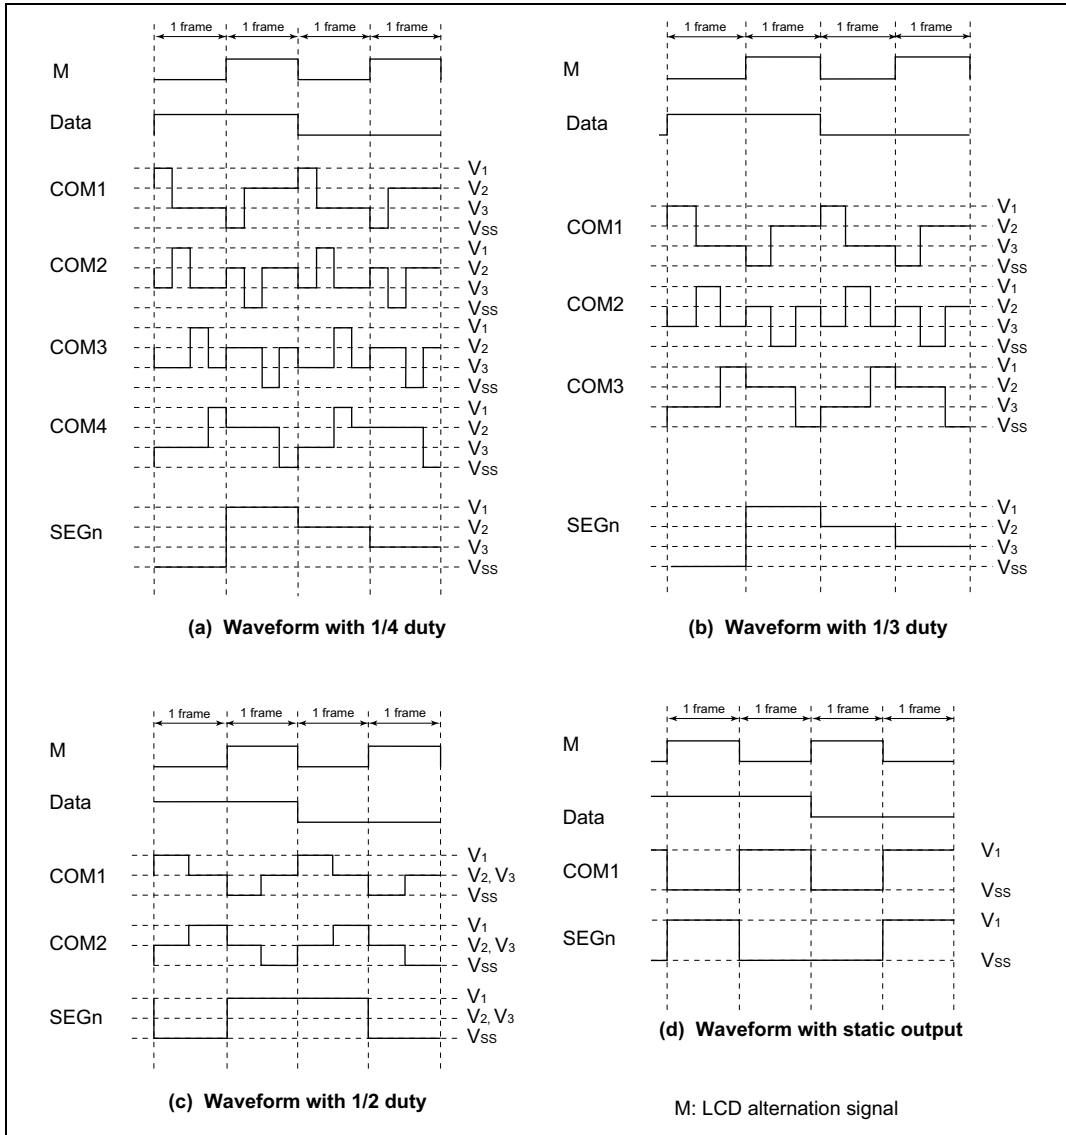 1 frame 1 frame 1 frame 1 frame
M
Data
COM1
V1
V2
V3
VSS
COM2
V1
V2
V3
VSS
COM3
V1
V2
V3
VSS
COM4
V1
V2
V3
VSS
SEGn
V1
V2
V3
VSS
(a) Waveform with 1/4 duty
1 frame 1 frame 1 frame 1 frame
M
Data
COM1
V1
V2
V3
VSS
COM2
V1
V2
V3
VSS
COM3
V1
V2
V3
VSS
SEGn
V1
V2
V3
VSS
(b) Waveform with 1/3 duty
1 frame 1 frame 1 frame 1 frame
M
Data
COM1
V1
V2, V3
VSS
COM2
V1
V2, V3
VSS
SEGn
V1
V2, V3
VSS
(c) Waveform with 1/2 duty
1 frame 1 frame 1 frame 1 frame
M
Data
COM1
V1
VSS
SEGn
V1
VSS
(d) Waveform with static output
M: LCD alternation signal